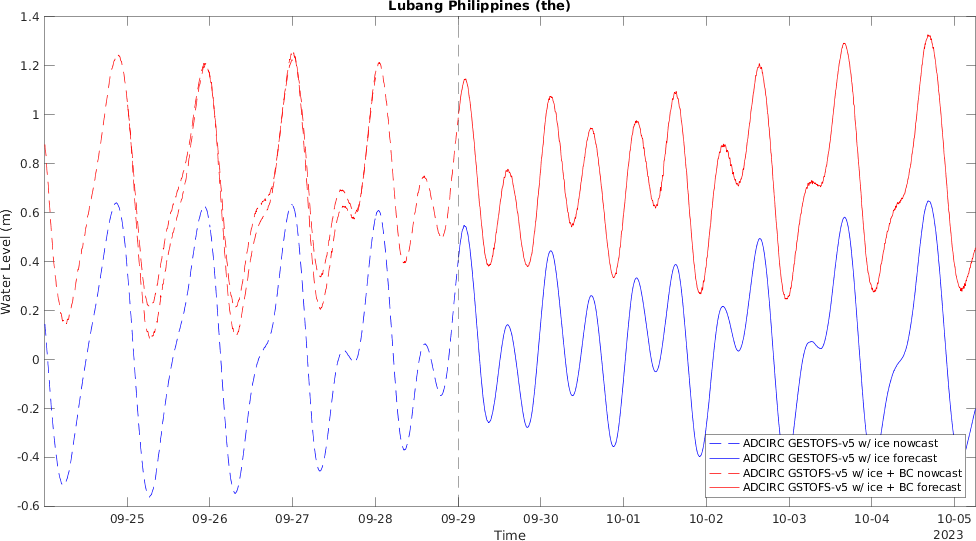 Lubang Philippines (the)
1.4
1.2
1
0.8
0.6
0.4
0.2
0
-0.2
-0.4
-0.6
Water Level (m)
ADCIRC GESTOFS-v5 w/ ice nowcast
ADCIRC GESTOFS-v5 w/ ice forecast
ADCIRC GSTOFS-v5 w/ ice + BC nowcast
ADCIRC GSTOFS-v5 w/ ice + BC forecast
09-25 09-26 09-27 09-28 09-29 09-30 10-01 10-02 10-03 10-04 10-05
Time
2023